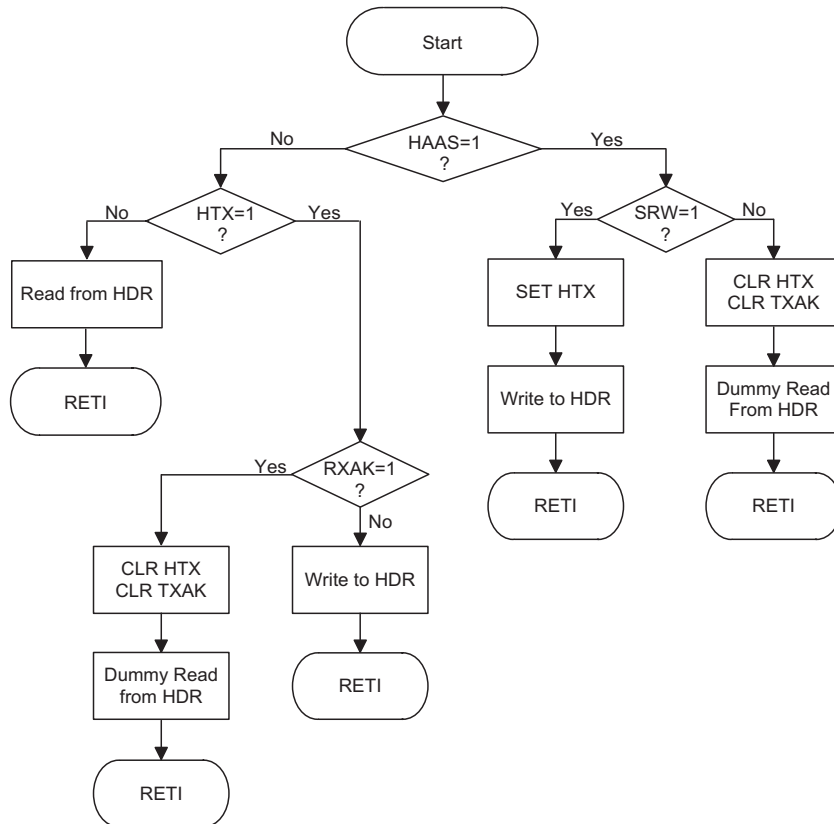 Start
No
HAAS=1
?
Yes
No
HTX=1
?
Yes
Yes
SRW=1
?
No
Read from HDR
SET HTX
CLR HTX
CLR TXAK
RETI
Write to HDR
Dummy Read
From HDR
Yes
RXAK=1
?
No
RETI
RETI
CLR HTX
CLR TXAK
Write to HDR
Dummy Read
from HDR
RETI
RETI